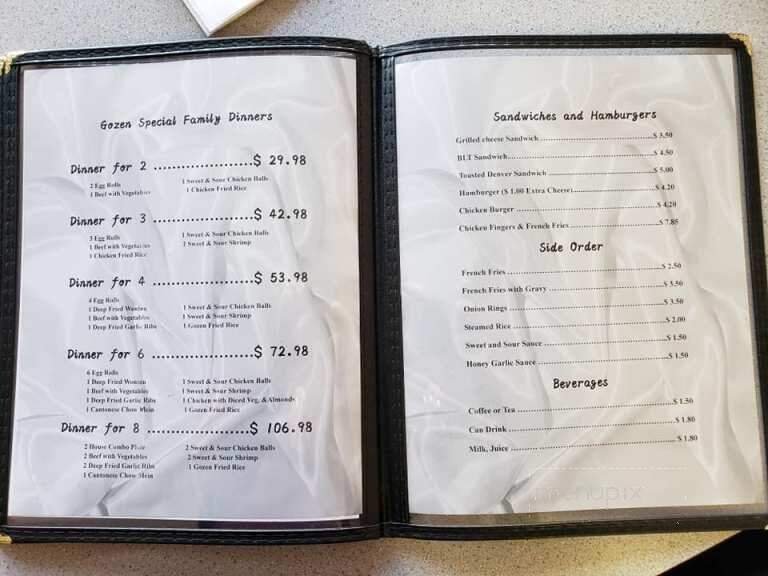 Gozen Special Family Dinners
Dinner for 2 ....................$ 29.98
2 Egg Rolls 1 Sweet & Sour Chicken Balls
1 Beef with Vegetables 1 Chicken Fried Rice
Dinner for 3 ....................$ 42.98
3 Egg Rolls 1 Sweet & Sour Chicken Balls
1 Beef with Vegetables 1 Sweet & Sour Shrimp
1 Chicken Fried Rice
Dinner for 4 ....................$ 53.98
4 Egg Rolls
1 Deep Fried Wonton 1 Sweet & Sour Chicken Balls
1 Beef with Vegetables 1 Sweet & Sour Shrimp
1 Deep Fried Garlic Ribs 1 Gozen Fried Rice
Dinner for 6 ....................$ 72.98
6 Egg Rolls
1 Deep Fried Wonton 1 Sweet & Sour Chicken Balls
1 Beef with Vegetables 1 Sweet & Sour Shrimp
1 Deep Fried Garlic Ribs 1 Chicken with Diced Veg, & Almonds
1 Cantonese Chow Mein 1 Gozen Fried Rice
Dinner for 8 ....................$ 106.98
2 House Combo Plate 2 Sweet & Sour Chicken Balls
2 Beef with Vegetables 2 Sweet & Sour Shrimp
2 Deep Fried Garlic Ribs 1 Gozen Fried Rice
1 Cantonese Chow Mein
Sandwiches and Hamburgers
Grilled cheese Sandwich ..............................$ 3.50
BLT Sandwich..............................$ 4.50
Toasted Denver Sandwich ..............................$ 5.00
Hamburger ($ 1.00 Extra Cheese)..............................$ 4.20
Chicken Burger ..............................$ 4.20
Chicken Fingers & French Fries..............................$ 7.85
Side Order
French Fries ..............................$ 2.50
French Fries with Gravy ..............................$ 3.50
Onion Rings ..............................$ 3.50
Steamed Rice ..............................$ 2.00
Sweet and Sour Sauce ..............................$ 1.50
Honey Garlic Sauce ..............................$ 1.50
Beverages
Coffee or Tea ..............................$ 1.50
Can Drink ..............................$ 1.80
Milk, Juice ..............................$ 1.80
menupix